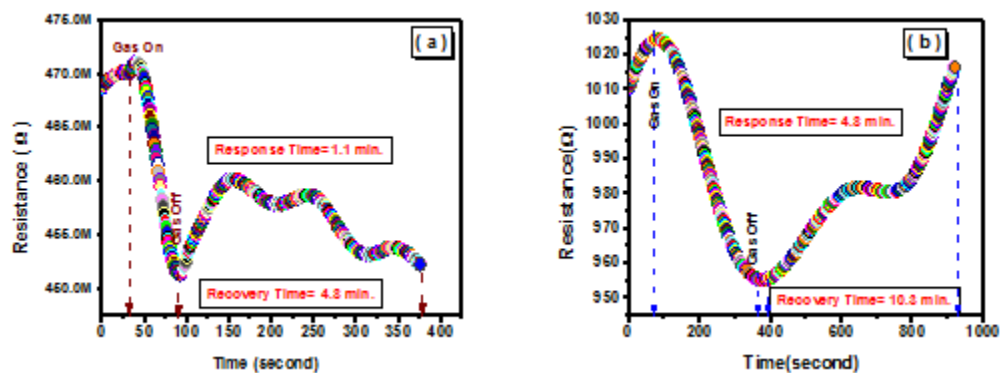 476.0M
470.0M
465.0M
480.0M
465.0M
460.0M
Resistance (Ω)
Gas On
( a )
Response Time=1.1 min.
Gas Off
Recovery Time= 4.8 min.
0 50 100 150 200 250 300 350 400
Time (second)
1030
1020
1010
1000
990
980
970
960
950
Resistance(Ω)
( b )
Gas On
Response Time= 4.8 min.
Gas Off
Recovery Time= 10.3 min.
0 200 400 600 800 1000
Time(second)